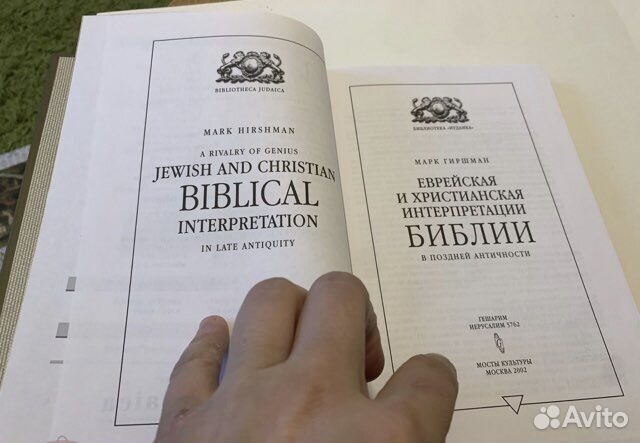 BIBLIOTHECA JUDAICA
MARK HIRSHMAN
A RIVALRY OF GENIUS
JEWISH AND CHRISTIAN
BIBLICAL
INTERPRETATION
IN LATE ANTIQUITY
БИБЛИОТЕКА «ИУДАИКА»
МАРК ГИРШМАН
ЕВРЕЙСКАЯ
И ХРИСТИАНСКАЯ
ИНТЕРПРЕТАЦИИ
БИБЛИИ
В ПОЗДНЕЙ АНТИЧНОСТИ
ГЕШАРИМ
ИЕРУСАЛИМ 5762
МОСТЫ КУЛЬТУРЫ
МОСКВА 2002
Avito